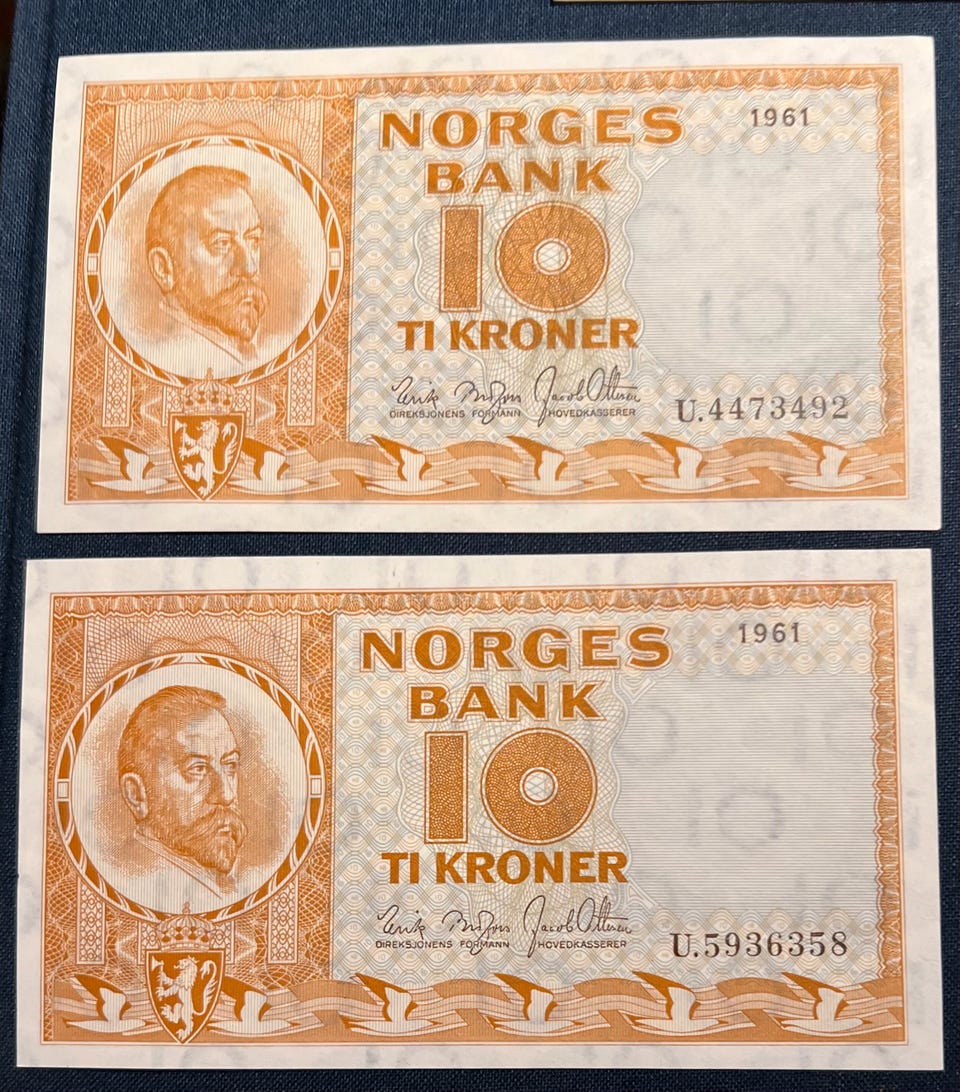 NORGES 1961
BANK
10
TI KRONER
DIREKSJONENS FORMANN HOVEDKASSERER
U.4473492
NORGES 1961
BANK
10
TI KRONER
DIREKSJONENS FORMANN HOVEDKASSERER
U.5936358